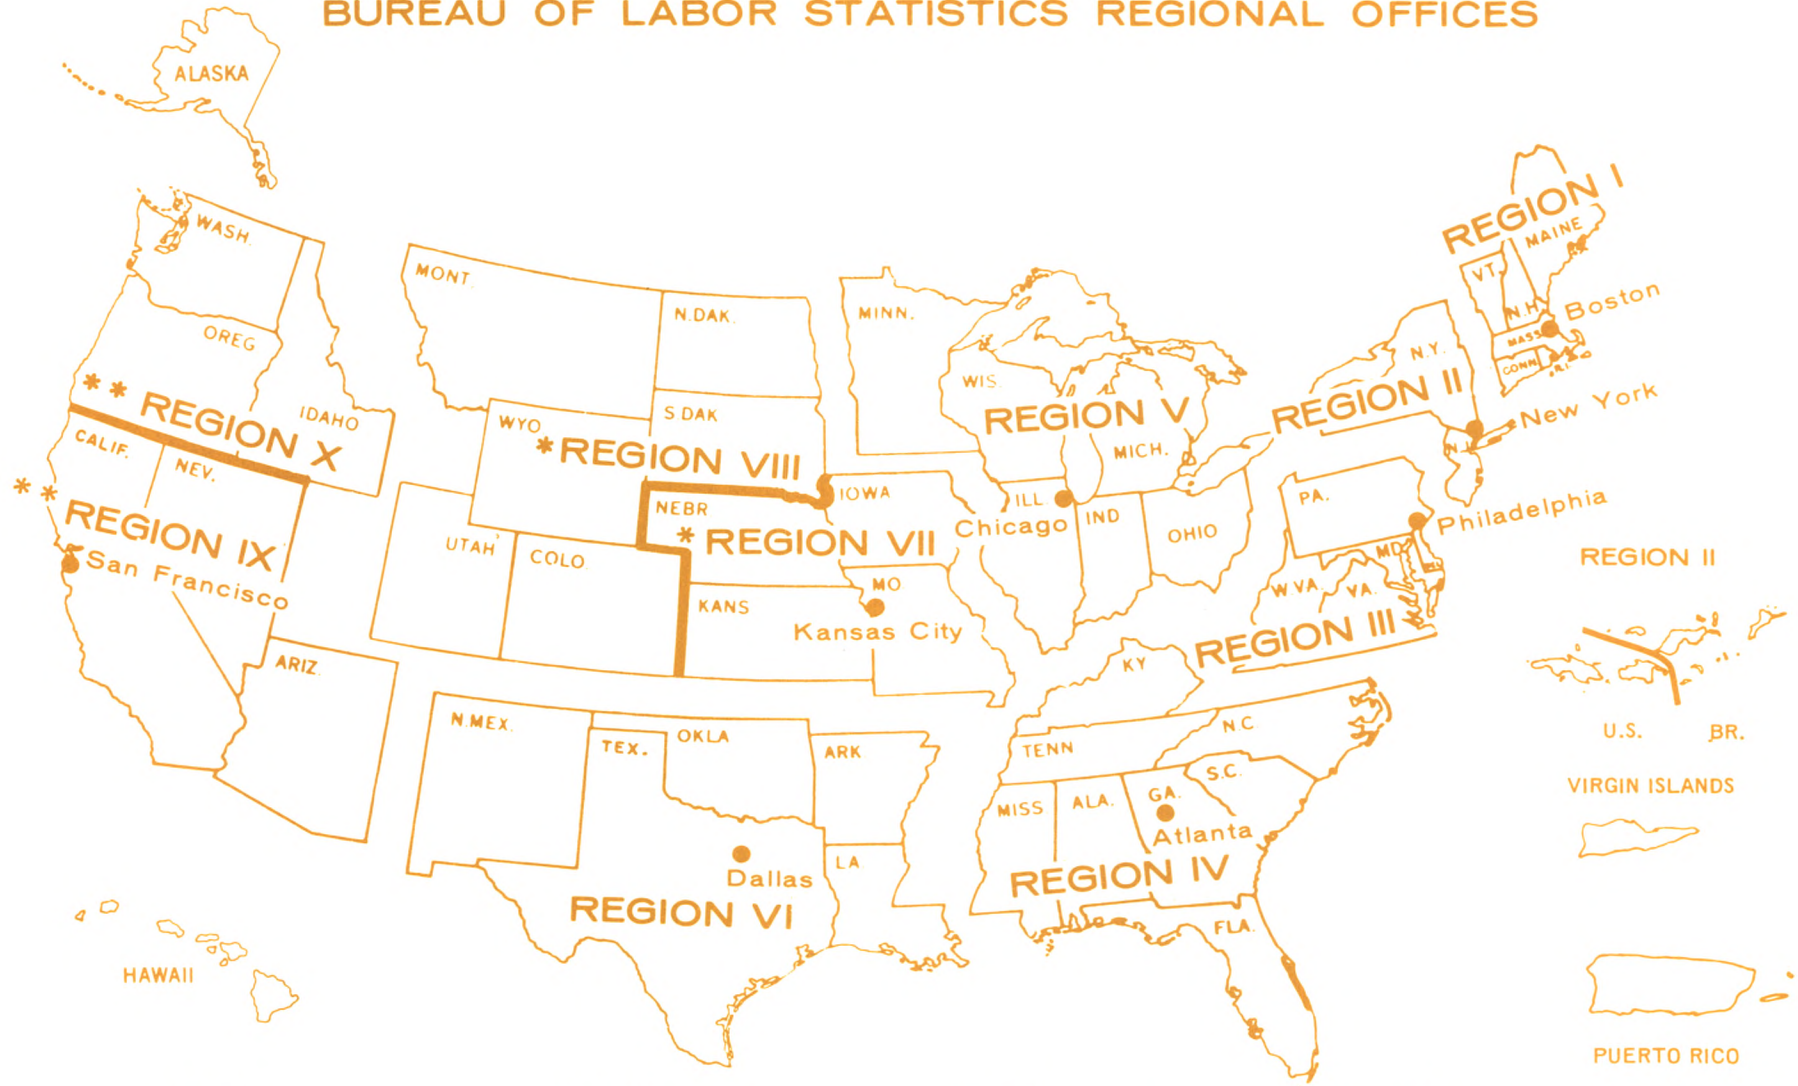 BUREAU OF LABOR STATISTICS REGIONAL OFFICES
ALASKA
REGION I
MAINE
WASH.
VT.
MONT.
N.H.
Boston
N.DAK.
MINN.
OREG
MASS
N.Y.
CONN
R.I.
WIS.
** REGION X
IDAHO
S DAK
WYO
REGION V
REGION II
New York
CALIF.
NEV.
*REGION VIII
MICH.
N.J.
** REGION IX
IOWA
ILL.
Chicago
IND
PA.
Philadelphia
NEBR
* REGION VII
OHIO
UTAH
COLO.
MD.
REGION II
San Francisco
MO
W.VA.
VA.
KANS
Kansas City
REGION III
ARIZ.
KY
N.MEX.
TEX.
OKLA
ARK
TENN
N.C
U.S.
BR.
S.C.
VIRGIN ISLANDS
MISS
ALA.
GA.
Atlanta
Dallas
LA
REGION IV
REGION VI
FLA.
HAWAII
PUERTO RICO